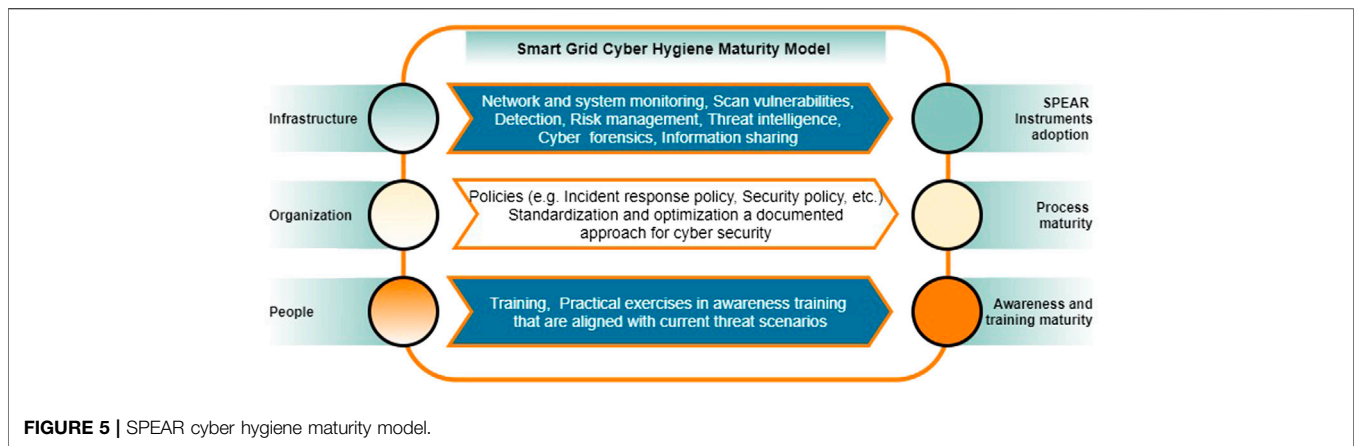 Smart Grid Cyber Hygiene Maturity Model
Infrastructure
Network and system monitoring, Scan vulnerabilities,
Detection, Risk management, Threat intelligence,
Cyber forensics, Information sharing
SPEAR
Instruments
adoption
Organization
Policies (e.g. Incident response policy, Security policy, etc.)
Standardization and optimization a documented
approach for cyber security
Process
maturity
People
Training, Practical exercises in awareness training
that are aligned with current threat scenarios
Awareness and
training maturity
FIGURE 5 | SPEAR cyber hygiene maturity model.